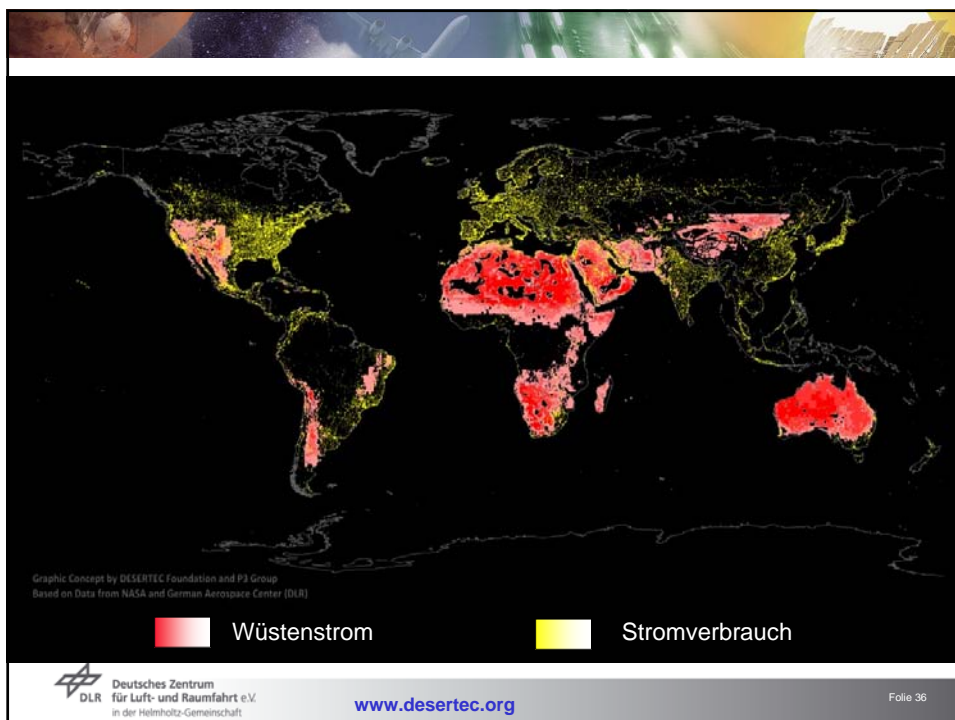 Graphic Concept by DESERTEC Foundation and P3 Group
Based on Data from NASA and German Aerospace Center (DLR)
Wüstenstrom
Stromverbrauch
DLR
Deutsches Zentrum
für Luft- und Raumfahrt e.V.
in der Helmholtz-Gemeinschaft
www.desertec.org
Folie 36